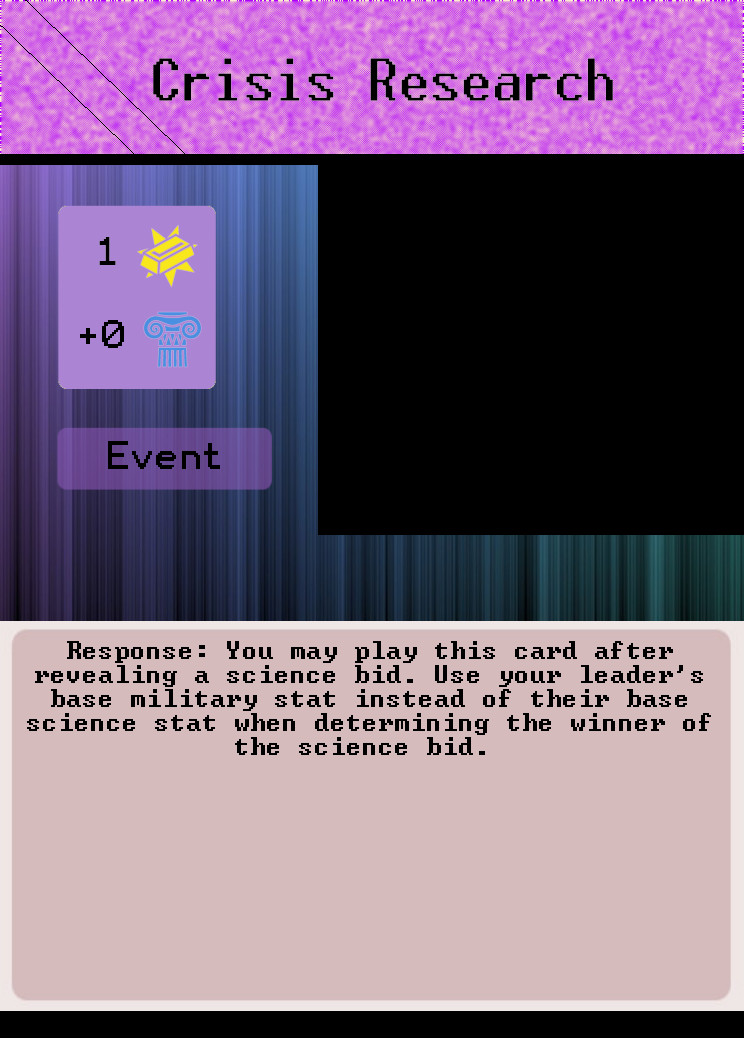 Crisis Research
1
+0
Event
Response: You may play this card after
revealing a science bid. Use your leader's
base military stat instead of their base
science stat when determining the winner of
the science bid.